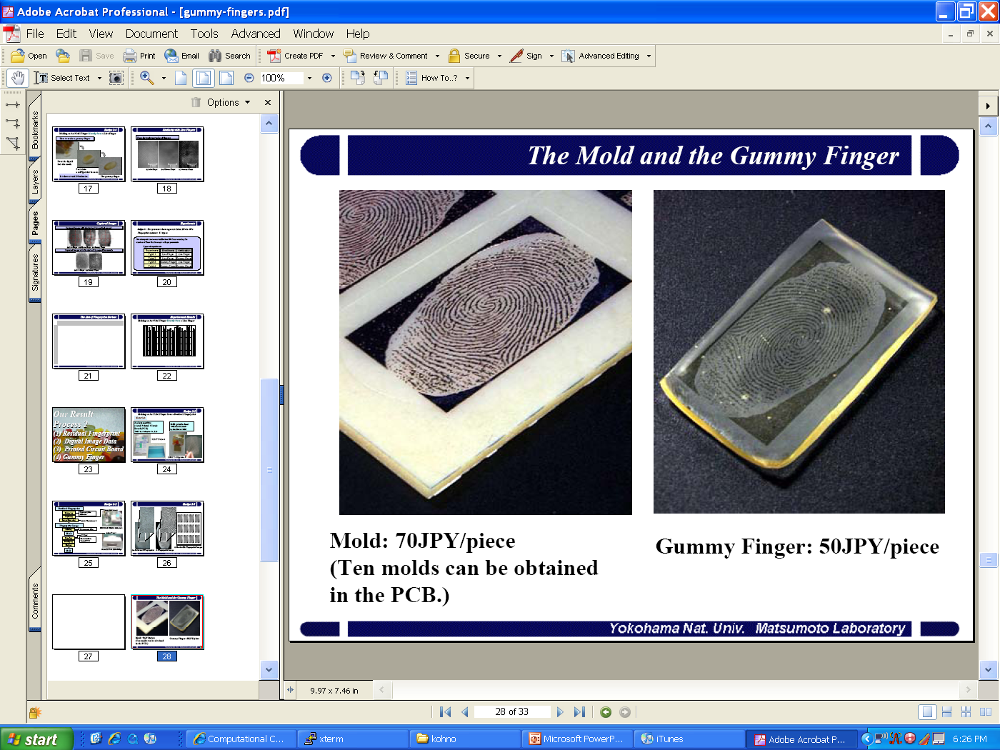 Adobe Acrobat Professional - [gummy-fingers.pdf]
File Edit View Document Tools Advanced Window Help
Open Save Print Email Search Create PDF Review & Comment Secure Sign Advanced Editing
Select Text 100% How To..?
Options
Bookmarks
Layers
Pages
Signatures
Comments
17 18
19 20
21 22
Our Result
Process 2
(1) Residual Fingerprint
(2) Digital Image Data
(3) Printed Circuit Board
(4) Gummy Finger
23 24
25 26
27 28
The Mold and the Gummy Finger
Mold: 70JPY/piece
(Ten molds can be obtained
in the PCB.)
Gummy Finger: 50JPY/piece
Yokohama Nat. Univ. Matsumoto Laboratory
9.97 x 7.46 in
28 of 33
start Computational C... xterm kohno Microsoft PowerP... iTunes Adobe Acrobat P... 6:26 PM